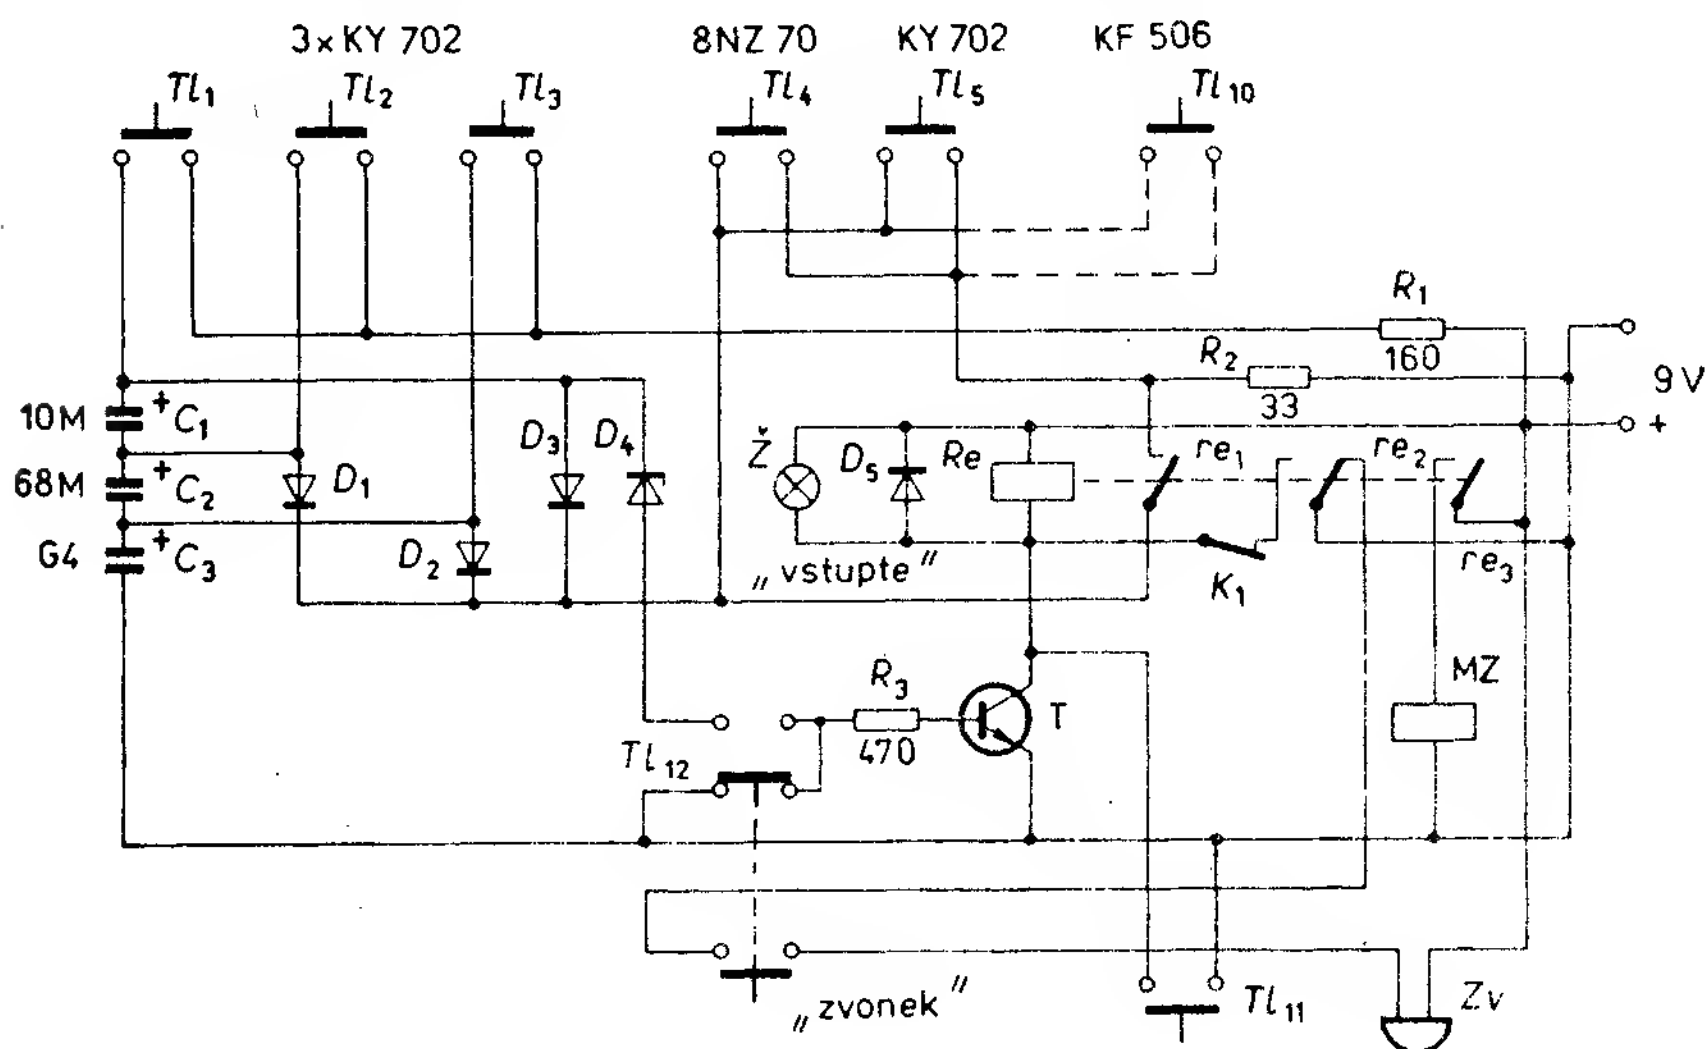 3x KY 702
8NZ 70
KY 702
KF 506
Tl1
Tl2
Tl3
Tl4
Tl5
Tl10
R1
160
R2
33
9 V
+
10M
+
C1
68M
+
C2
G4
+
C3
D1
D2
D3
D4
Ž
D5
Re
re1
re2
re3
„vstupte"
K1
R3
470
T
MZ
Tl12
„zvonek"
Tl11
Zv